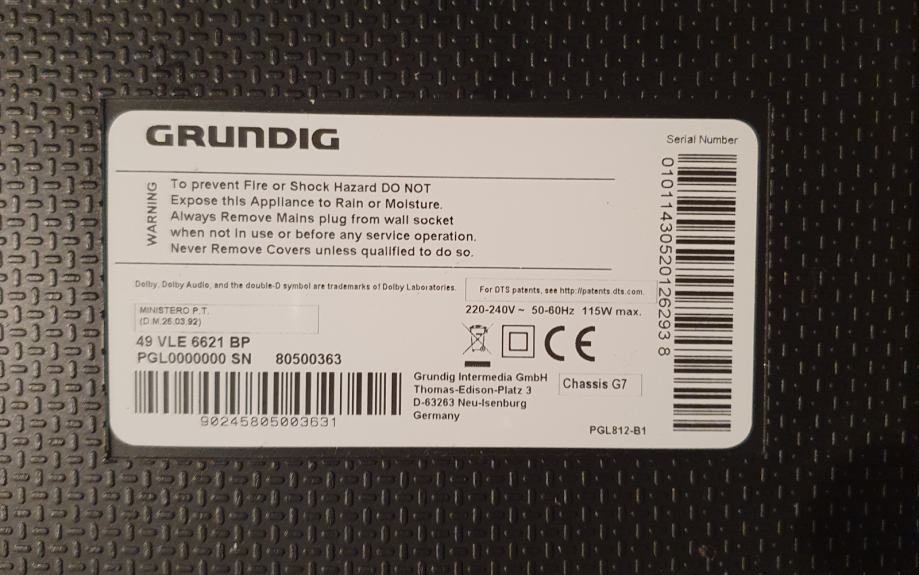 GRUNDIG
Serial Number
WARNING
To prevent Fire or Shock Hazard DO NOT
Expose this Appliance to Rain or Moisture.
Always Remove Mains plug from wall socket
when not in use or before any service operation.
Never Remove Covers unless qualified to do so.
01011430520126293 8
Dolby, Dolby Audio, and the double-D symbol are trademarks of Dolby Laboratories.
For DTS patents, see http://patents.dts.com.
MINISTERO P.T.
(D.M.26.03.92)
220-240V ~ 50-60Hz 115W max.
49 VLE 6621 BP
PGL0000000 SN 80500363
CE
90245805003631
Grundig Intermedia GmbH
Thomas-Edison-Platz 3
D-63263 Neu-Isenburg
Germany
Chassis G7
PGL812-B1